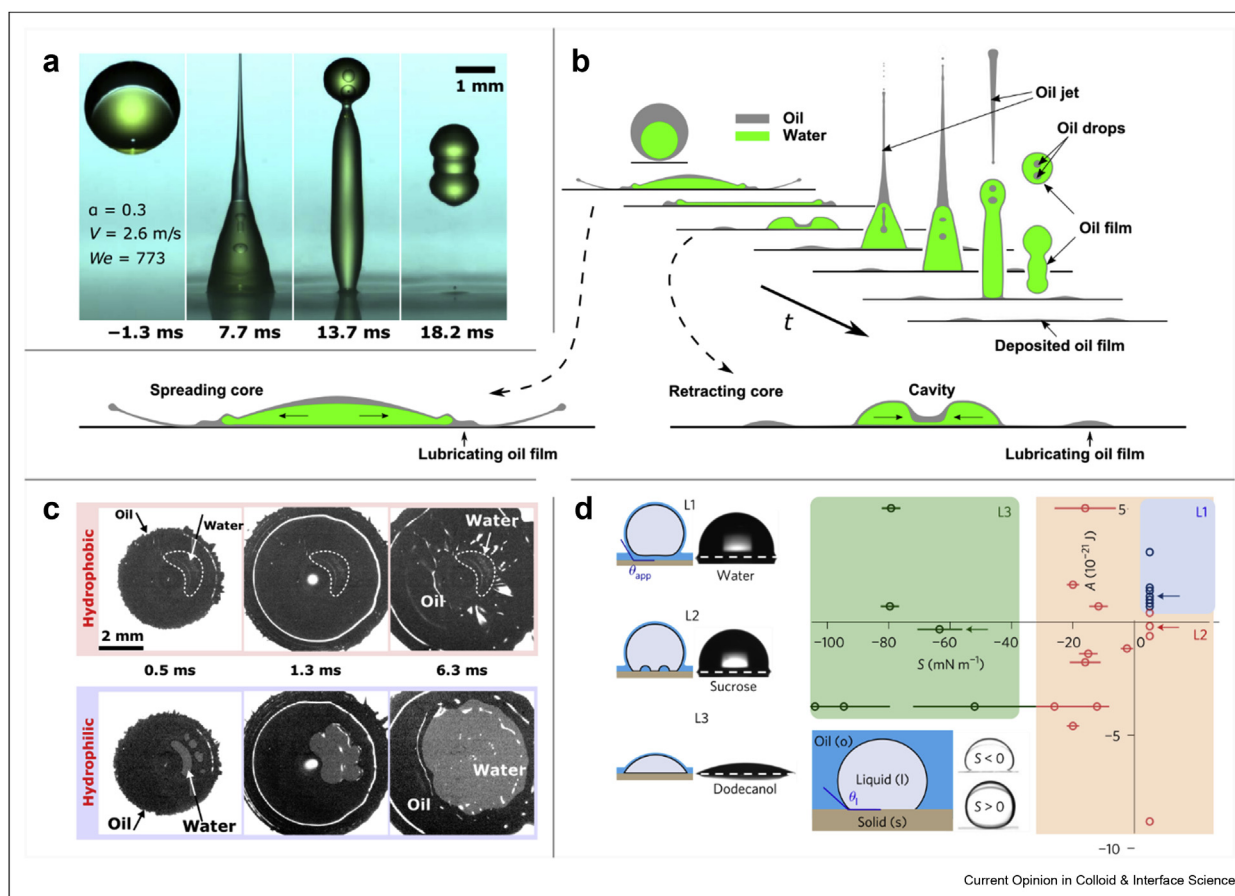 a
1 mm
α = 0.3
V = 2.6 m/s
We = 773
−1.3 ms
7.7 ms
13.7 ms
18.2 ms
b
Oil
Water
Oil jet
Oil drops
Oil film
t
Deposited oil film
Spreading core
Lubricating oil film
Retracting core
Cavity
Lubricating oil film
c
Hydrophobic
Oil
Water
2 mm
Water
Oil
0.5 ms
1.3 ms
6.3 ms
Hydrophilic
Oil
Water
Water
Oil
d
L1
θapp
Water
L2
Sucrose
L3
Dodecanol
L3
5
L1
A (10⁻²¹ J)
−100
−80
−60
−40
−20
0
S (mN m⁻¹)
L2
−5
−10
Oil (o)
Liquid (l)
θl
Solid (s)
S < 0
S > 0
Current Opinion in Colloid & Interface Science